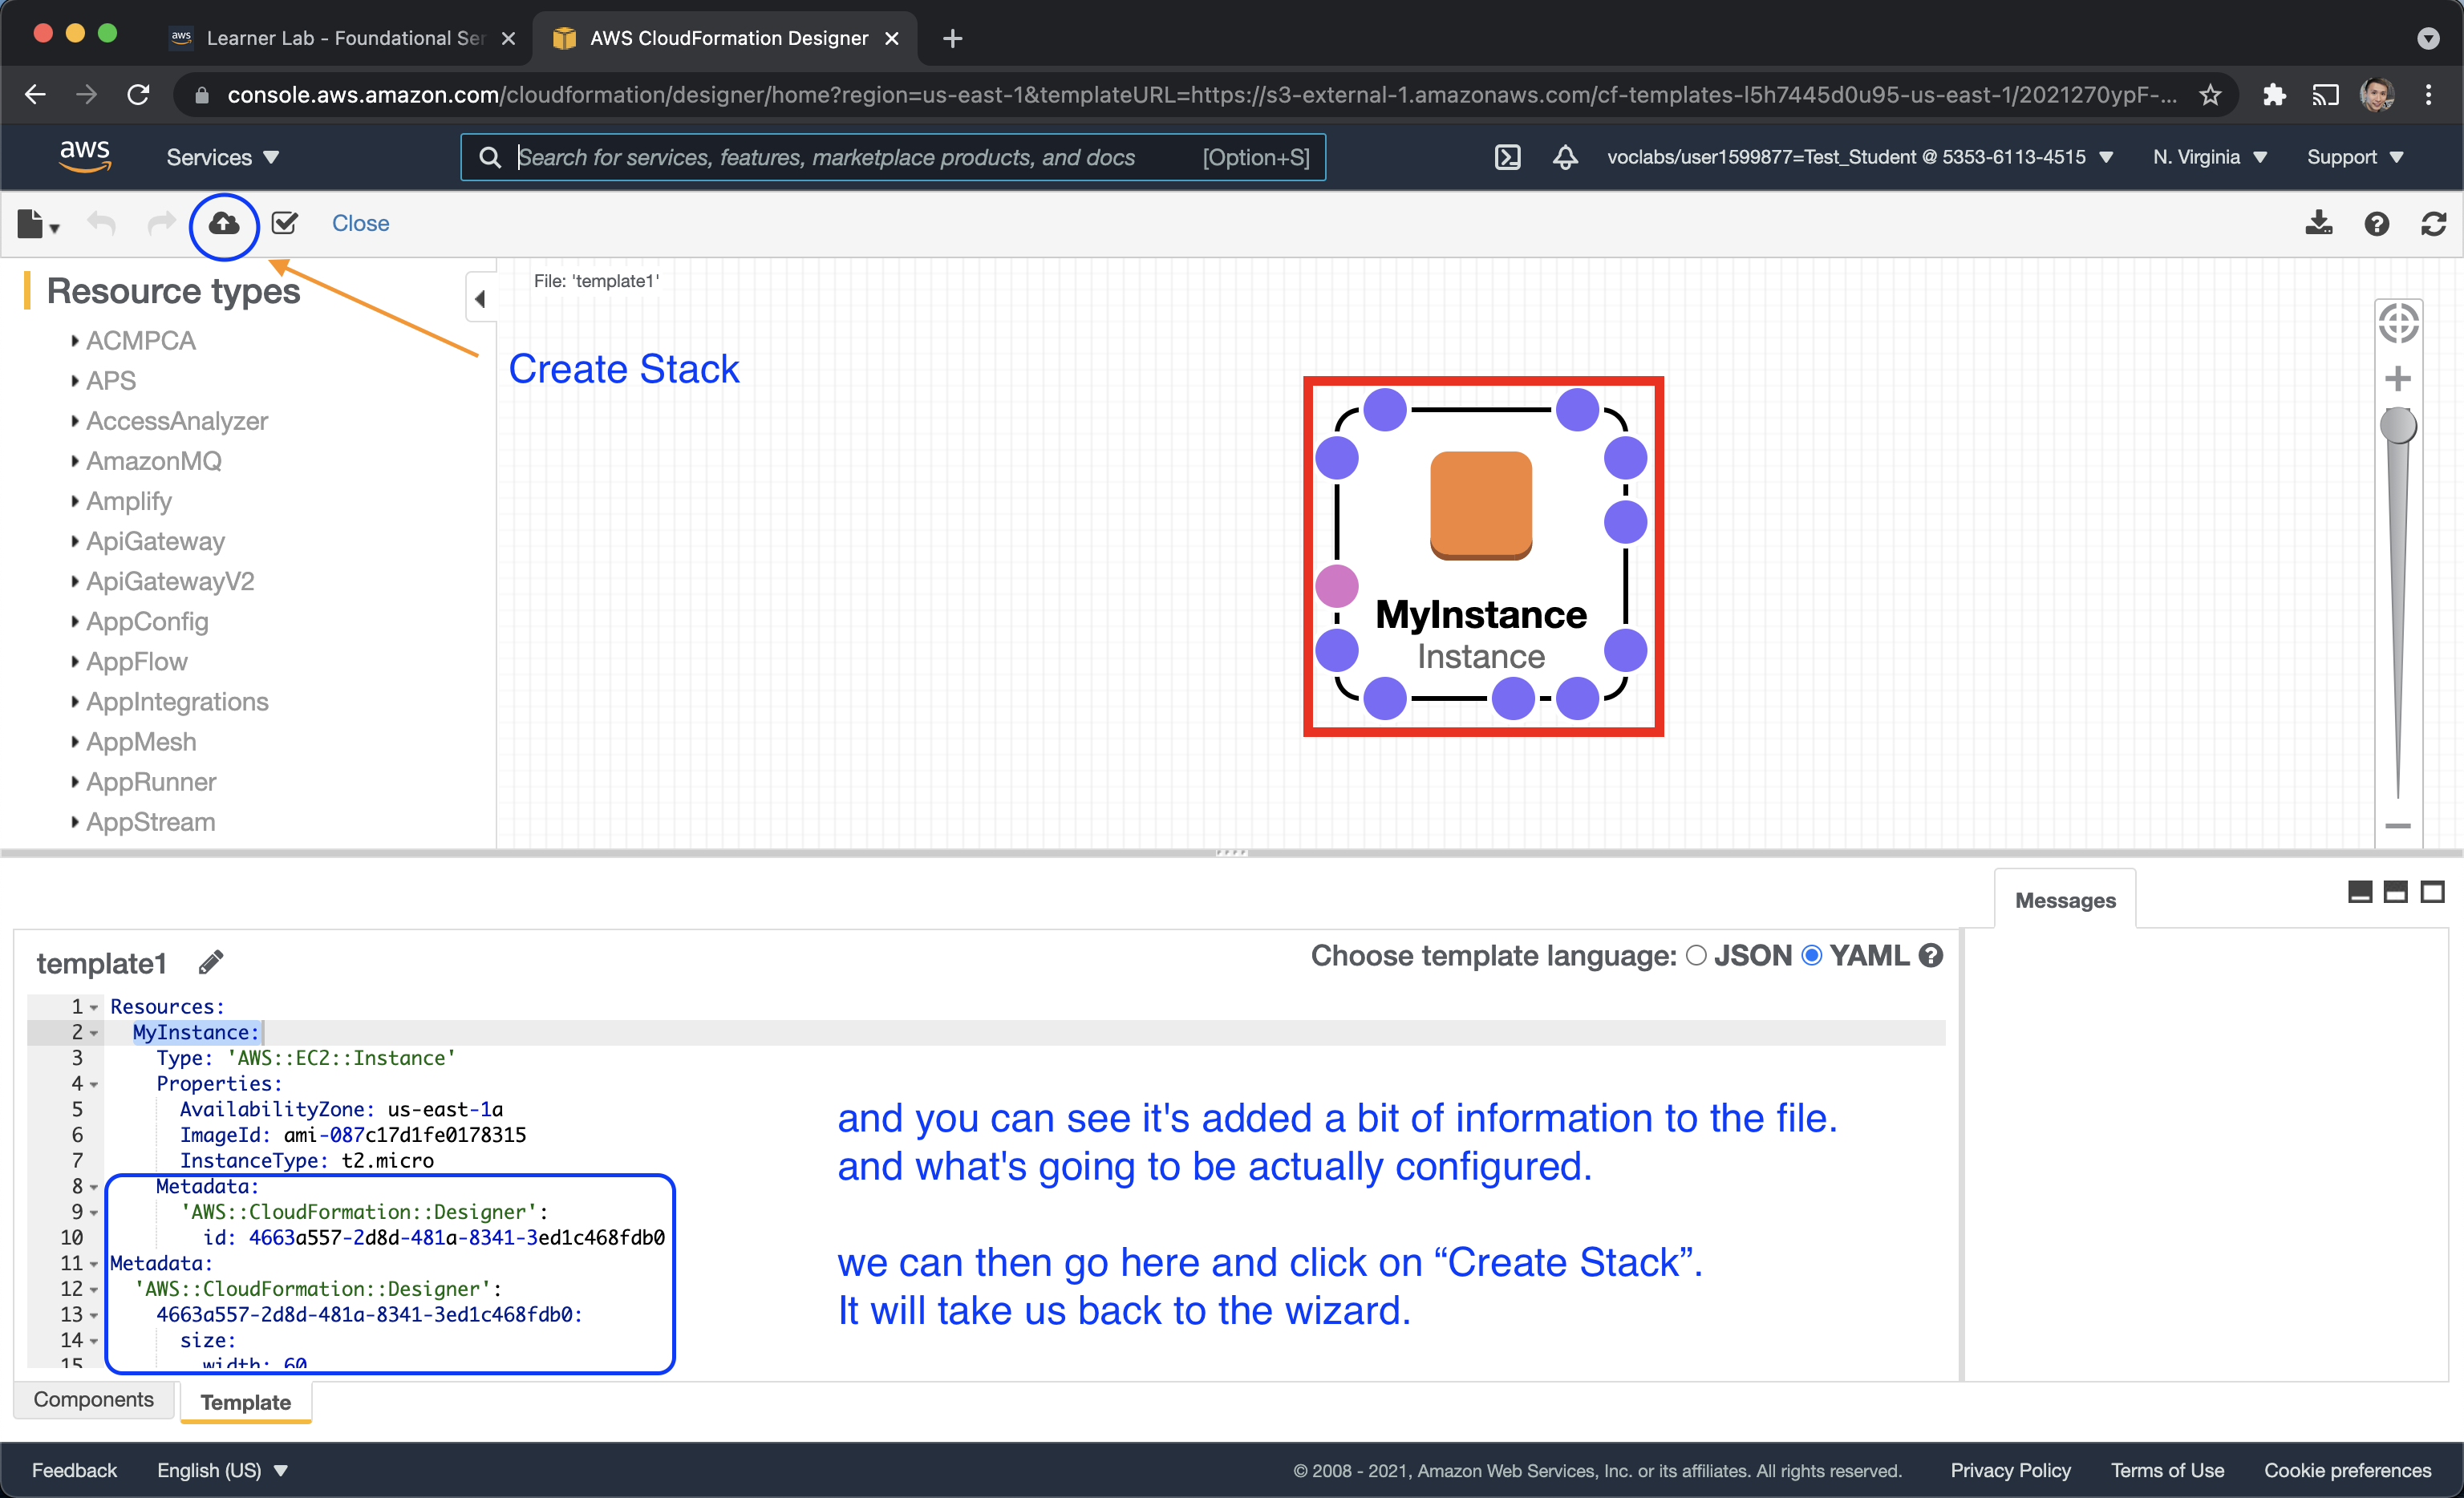 Learner Lab - Foundational Ser
AWS CloudFormation Designer
console.aws.amazon.com/cloudformation/designer/home?region=us-east-1&templateURL=https://s3-external-1.amazonaws.com/cf-templates-l5h7445d0u95-us-east-1/2021270ypF-...
aws
Services
Search for services, features, marketplace products, and docs
[Option+S]
voclabs/user1599877=Test_Student @ 5353-6113-4515
N. Virginia
Support
Close
Resource types
File: 'template1'
ACMPCA
APS
AccessAnalyzer
AmazonMQ
Amplify
ApiGateway
ApiGatewayV2
AppConfig
AppFlow
AppIntegrations
AppMesh
AppRunner
AppStream
Create Stack
MyInstance
Instance
Messages
template1
Choose template language: JSON YAML
1 Resources:
2 MyInstance:
3 Type: 'AWS::EC2::Instance'
4 Properties:
5 AvailabilityZone: us-east-1a
6 ImageId: ami-087c17d1fe0178315
7 InstanceType: t2.micro
8 Metadata:
9 'AWS::CloudFormation::Designer':
10 id: 4663a557-2d8d-481a-8341-3ed1c468fdb0
11 Metadata:
12 'AWS::CloudFormation::Designer':
13 4663a557-2d8d-481a-8341-3ed1c468fdb0:
14 size:
15 width: 60
and you can see it's added a bit of information to the file.
and what's going to be actually configured.
we can then go here and click on “Create Stack”.
It will take us back to the wizard.
Components
Template
Feedback
English (US)
© 2008 - 2021, Amazon Web Services, Inc. or its affiliates. All rights reserved.
Privacy Policy
Terms of Use
Cookie preferences